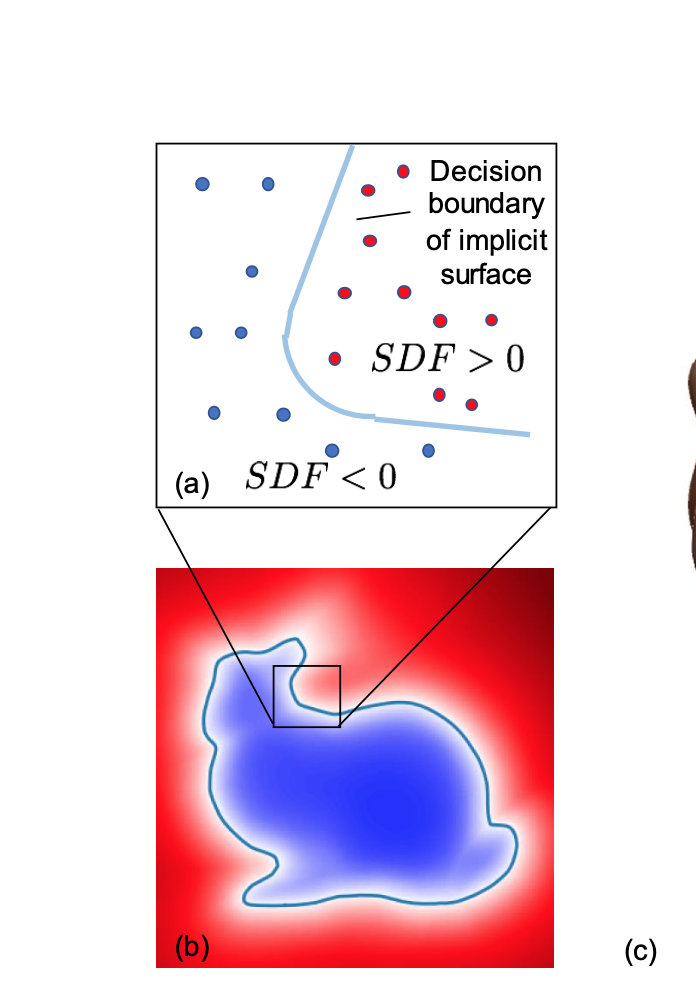 Decision
boundary
of implicit
surface
SDF > 0
(a) SDF < 0
(b)
(c)